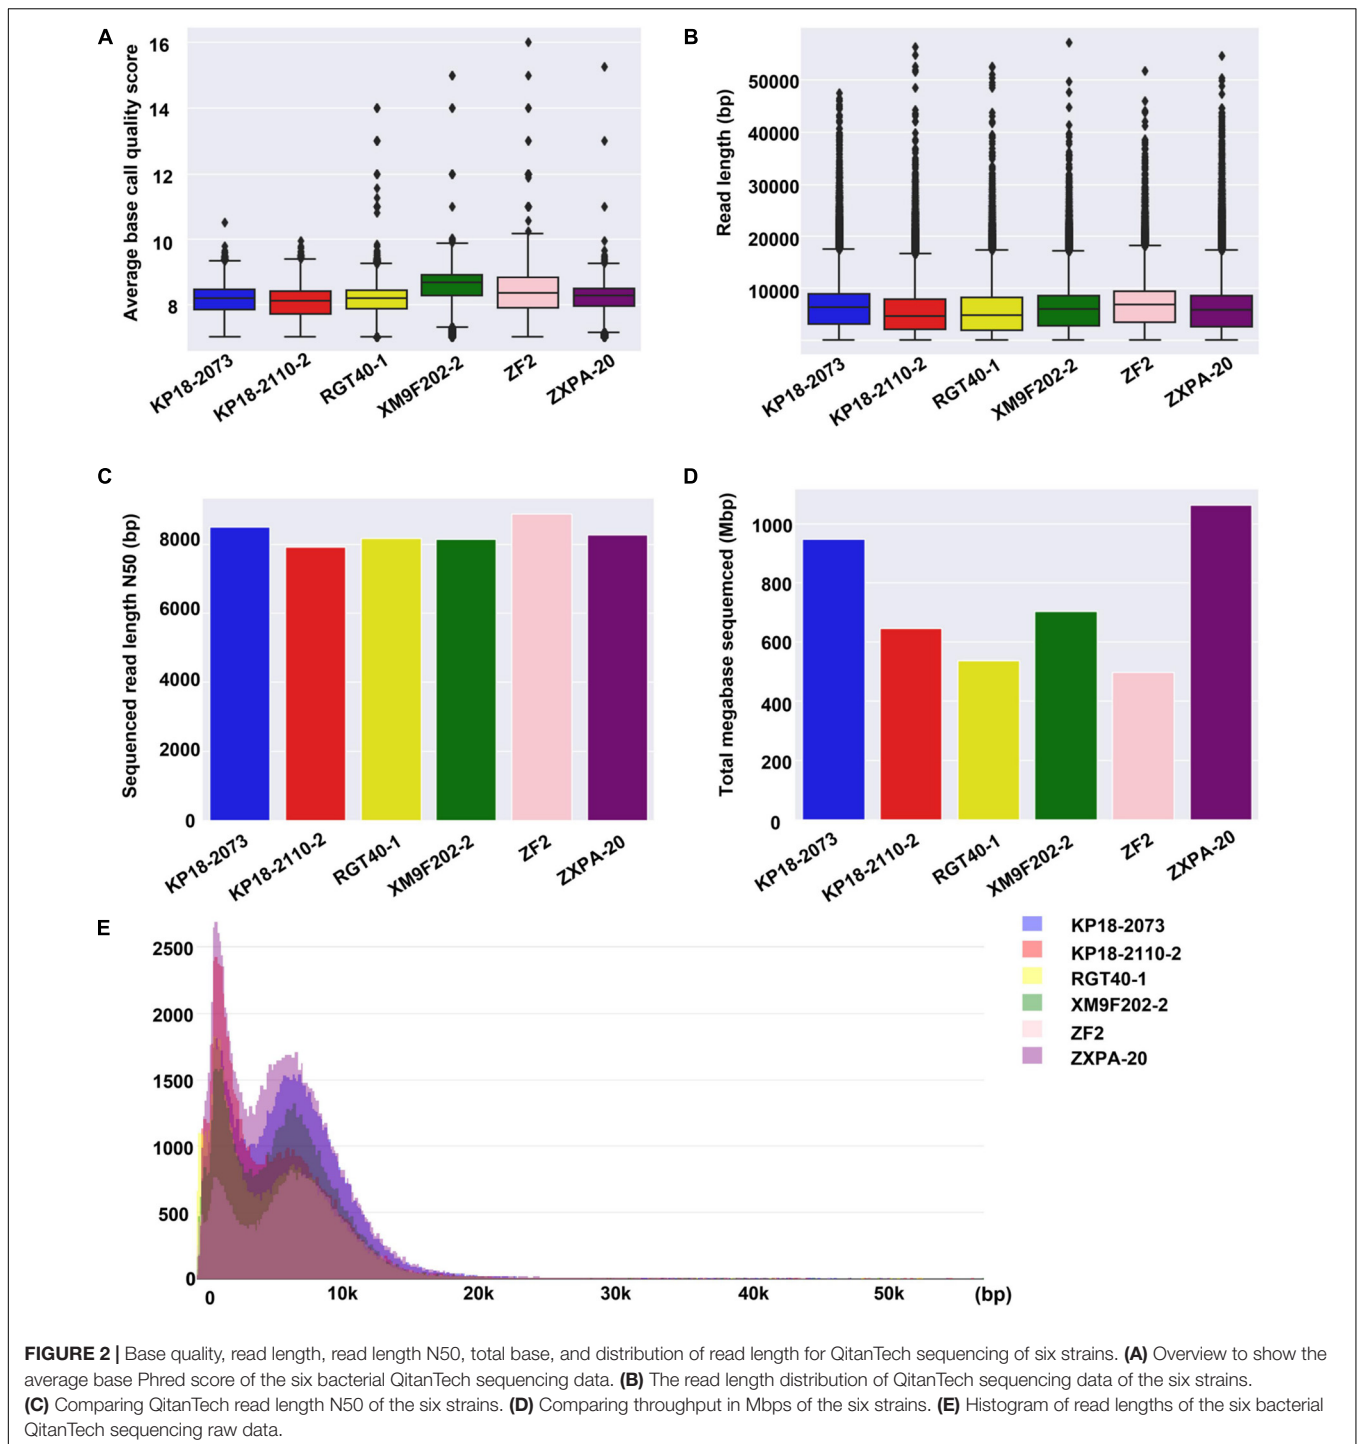 A
Average base call quality score
16
14
12
10
8
KP18-2073
KP18-2110-2
RGT40-1
XM9F202-2
ZF2
ZXPA-20
B
Read length (bp)
50000
40000
30000
20000
10000
KP18-2073
KP18-2110-2
RGT40-1
XM9F202-2
ZF2
ZXPA-20
C
Sequenced read length N50 (bp)
8000
6000
4000
2000
0
KP18-2073
KP18-2110-2
RGT40-1
XM9F202-2
ZF2
ZXPA-20
D
Total megabase sequemced (Mbp)
1000
800
600
400
200
0
KP18-2073
KP18-2110-2
RGT40-1
XM9F202-2
ZF2
ZXPA-20
E
2500
2000
1500
1000
500
0
0
10k
20k
30k
40k
50k
(bp)
KP18-2073
KP18-2110-2
RGT40-1
XM9F202-2
ZF2
ZXPA-20
FIGURE 2 | Base quality, read length, read length N50, total base, and distribution of read length for QitanTech sequencing of six strains. (A) Overview to show the
average base Phred score of the six bacterial QitanTech sequencing data. (B) The read length distribution of QitanTech sequencing data of the six strains.
(C) Comparing QitanTech read length N50 of the six strains. (D) Comparing throughput in Mbps of the six strains. (E) Histogram of read lengths of the six bacterial
QitanTech sequencing raw data.